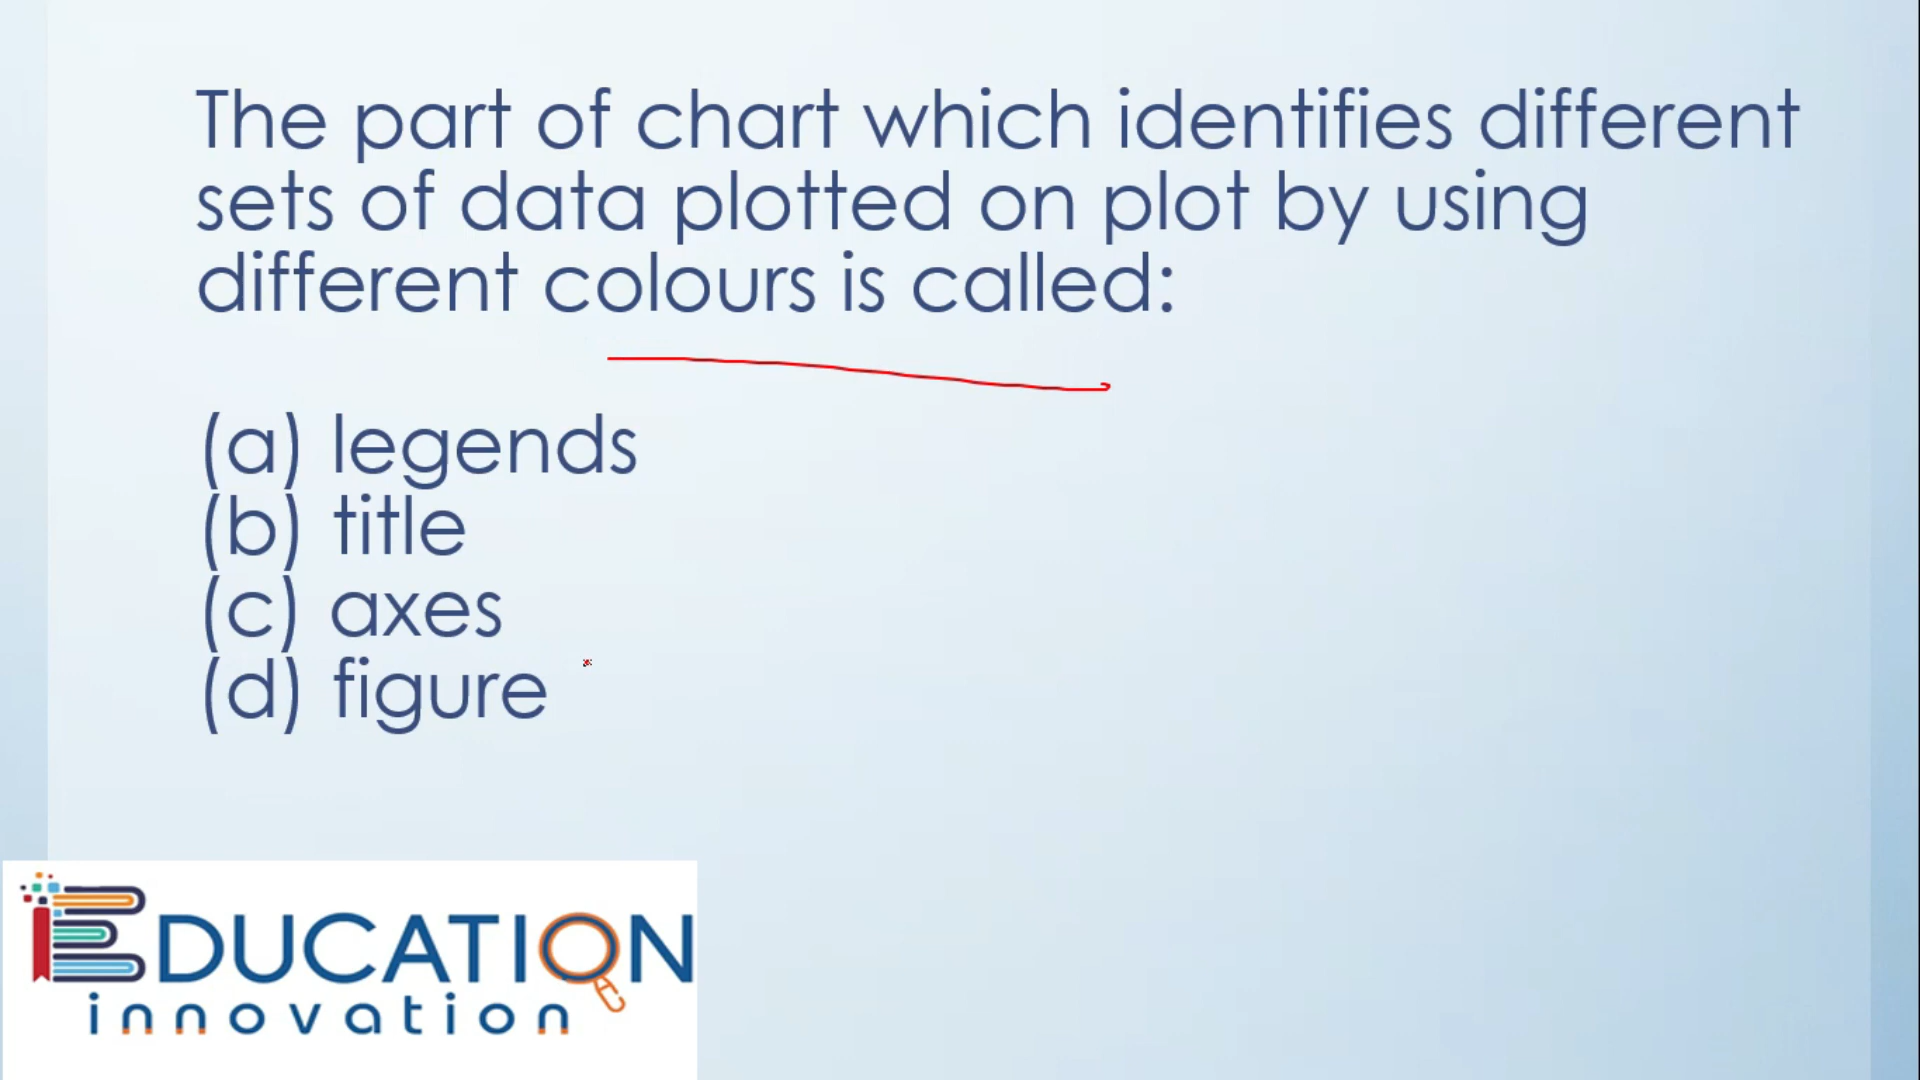 The part of chart which identifies different
sets of data plotted on plot by using
different colours is called:
(a) legends
(b) title
(c) axes
(d) figure
EDUCATION
innovation